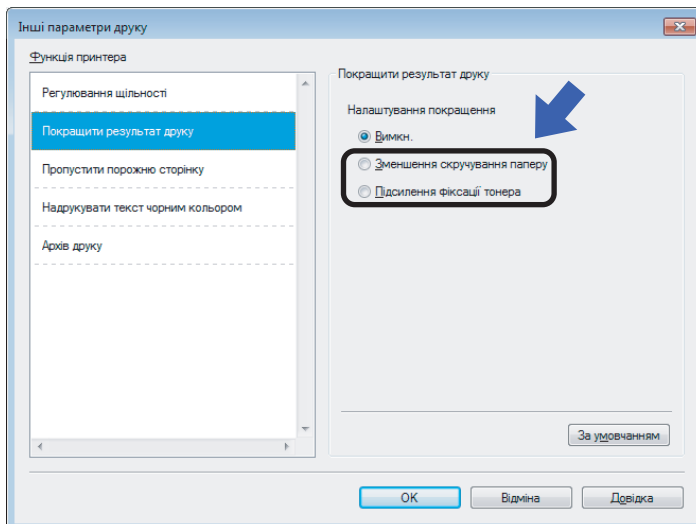 Інші параметри друку
Функція принтера
Регулювання щільності
Покращити результат друку
Пропустити порожню сторінку
Надрукувати текст чорним кольором
Архів друку
Покращити результат друку
Налаштування покращення
Вимкн.
Зменшення скручування паперу
Підсилення фіксації тонера
За умовчанням
OK
Відміна
Довідка